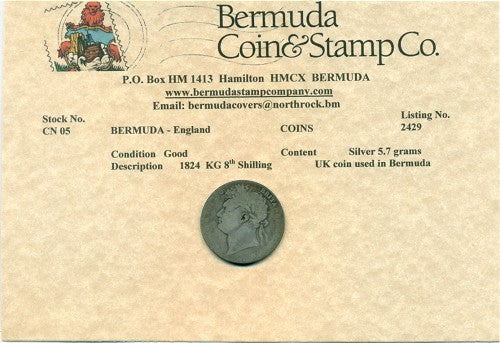 Bermuda
Coin&Stamp Co.
P.O. Box HM 1413 Hamilton HMCX BERMUDA
www.bermudastampcompany.com
Email: bermudacovers@northrock.bm
Stock No. Listing No.
CN 05 BERMUDA - England COINS 2429
Condition Good Content Silver 5.7 grams
Description 1824 KG 8th Shilling UK coin used in Bermuda